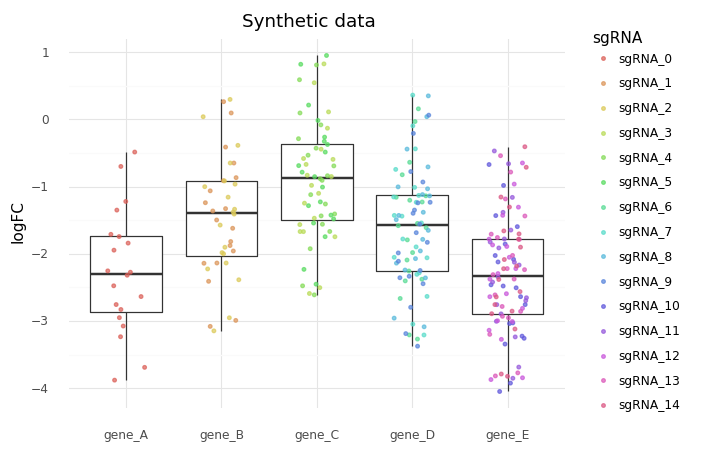 Synthetic data
logFC
1
0
−1
−2
−3
−4
gene_A
gene_B
gene_C
gene_D
gene_E
sgRNA
sgRNA_0
sgRNA_1
sgRNA_2
sgRNA_3
sgRNA_4
sgRNA_5
sgRNA_6
sgRNA_7
sgRNA_8
sgRNA_9
sgRNA_10
sgRNA_11
sgRNA_12
sgRNA_13
sgRNA_14